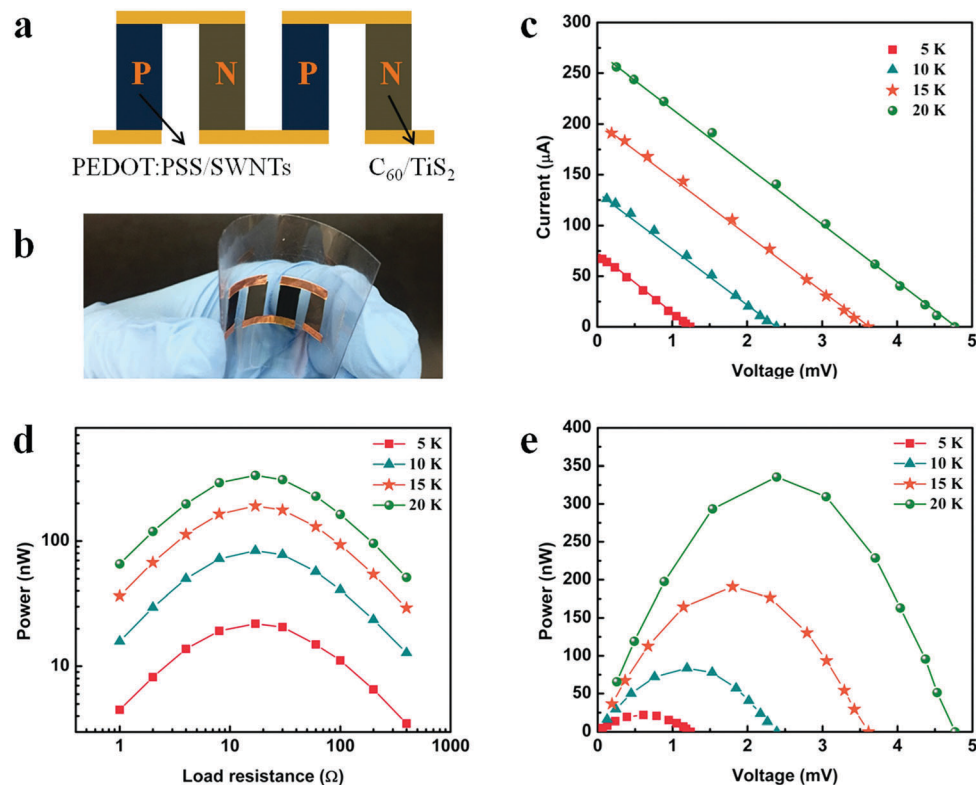 a
P N P N
PEDOT:PSS/SWNTs
C₆₀/TiS₂
b
c
300
250
200
150
100
50
0
Current (μA)
5 K
10 K
15 K
20 K
0 1 2 3 4 5
Voltage (mV)
d
100
10
Power (nW)
5 K
10 K
15 K
20 K
1 10 100 1000
Load resistance (Ω)
e
400
350
300
250
200
150
100
50
0
Power (nW)
5 K
10 K
15 K
20 K
0 1 2 3 4 5
Voltage (mV)